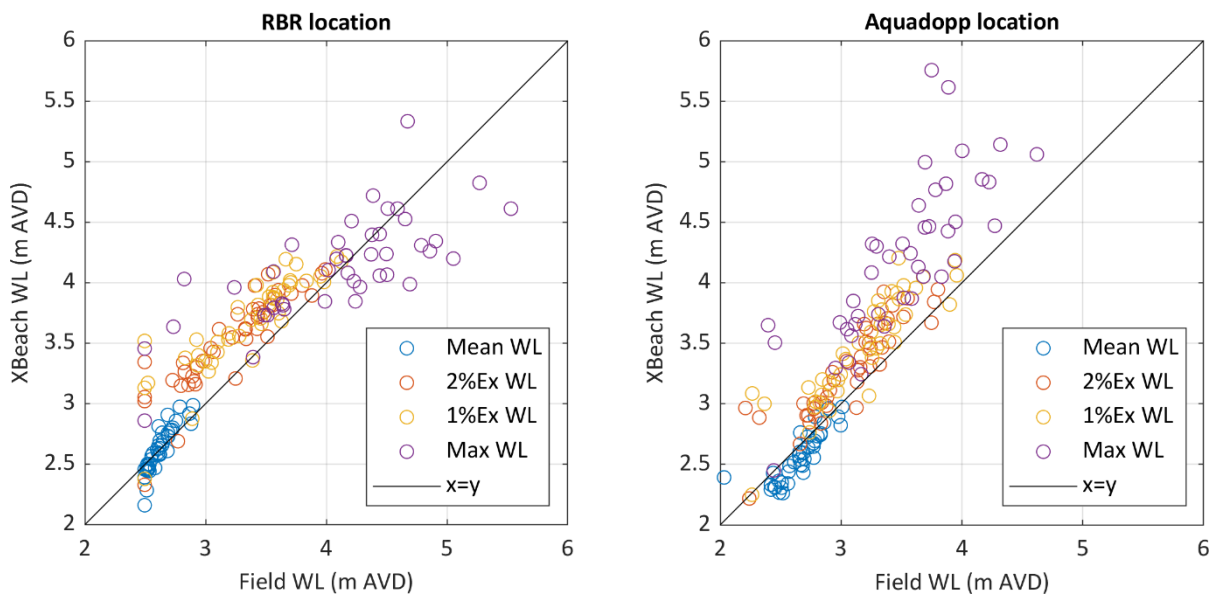 RBR location
6
5.5
5
4.5
4
3.5
3
2.5
2
XBeach WL (m AVD)
Mean WL
2%Ex WL
1%Ex WL
Max WL
x=y
2 3 4 5 6
Field WL (m AVD)
Aquadopp location
6
5.5
5
4.5
4
3.5
3
2.5
2
XBeach WL (m AVD)
Mean WL
2%Ex WL
1%Ex WL
Max WL
x=y
2 3 4 5 6
Field WL (m AVD)